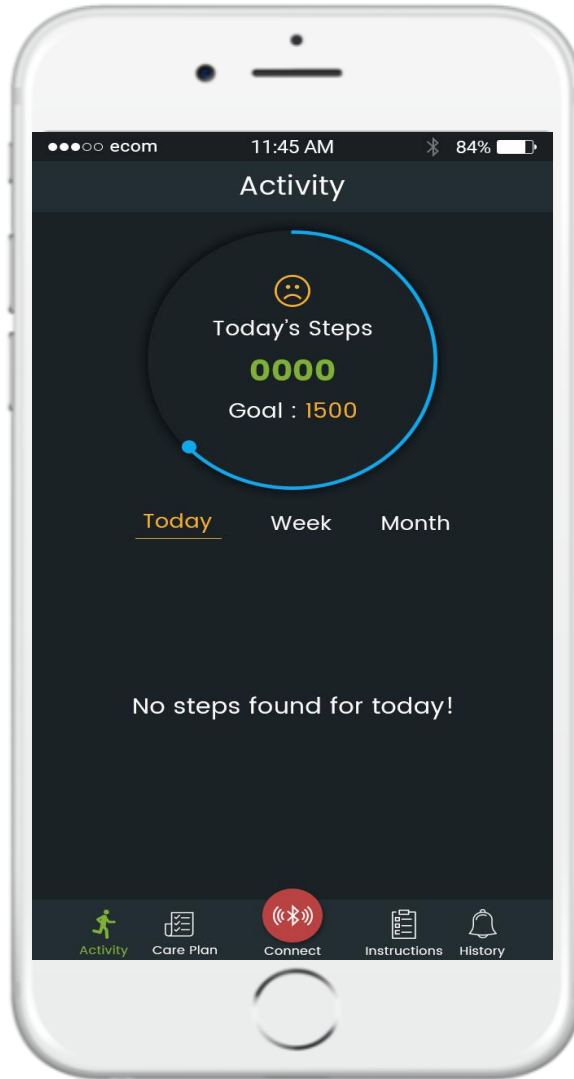 ecom 11:45 AM 84%
Activity
Today's Steps
0000
Goal : 1500
Today Week Month
No steps found for today!
Activity Care Plan Connect Instructions History